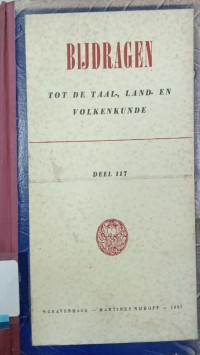 BIJDRAGEN
TOT DE TAAL-, LAND- EN
VOLKENKUNDE
DEEL 117
'S-GRAVENHAGE — MARTINUS NIJHOFF — 1961